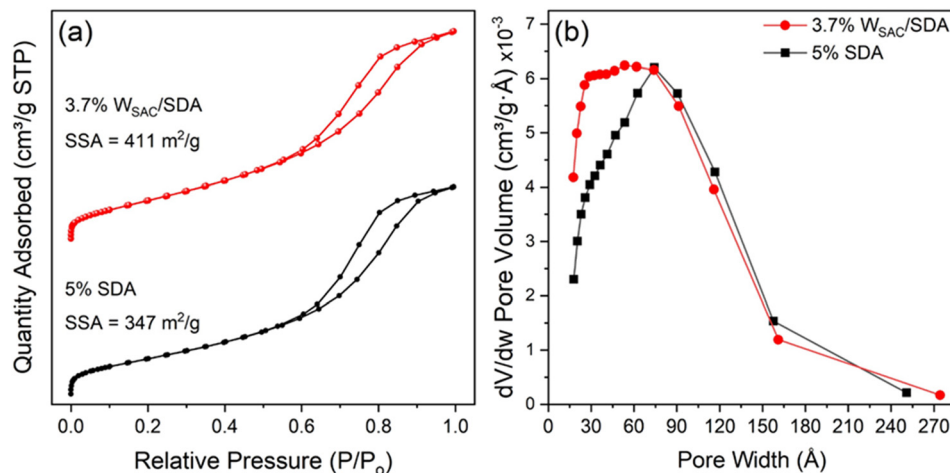 (a)
3.7% W_SAC/SDA
SSA = 411 m²/g
5% SDA
SSA = 347 m²/g
Quantity Adsorbed (cm³/g STP)
0.0 0.2 0.4 0.6 0.8 1.0
Relative Pressure (P/P₀)
(b)
3.7% W_SAC/SDA
5% SDA
dV/dw Pore Volume (cm³/g·Å) x10⁻³
7
6
5
4
3
2
1
0
0 30 60 90 120 150 180 210 240 270
Pore Width (Å)